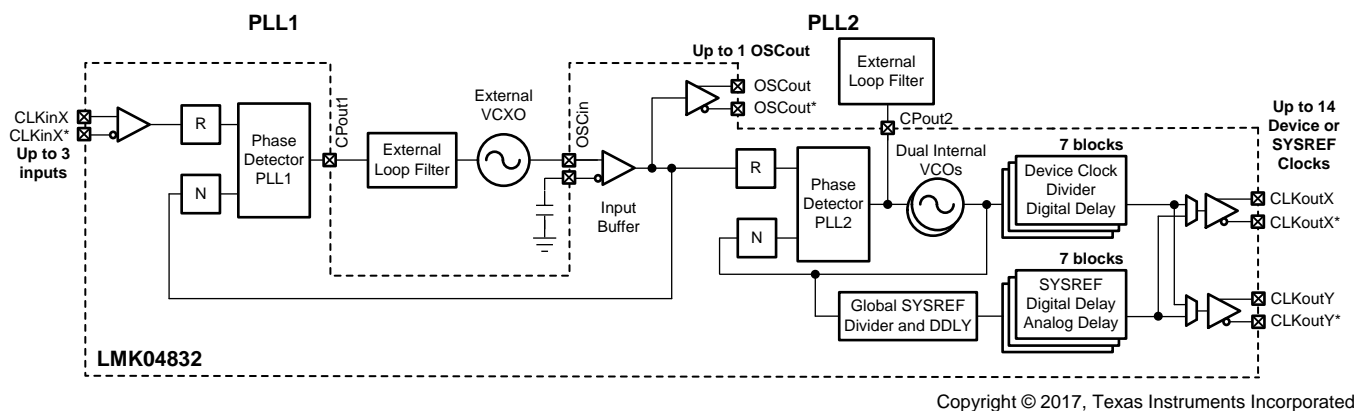 PLL1
PLL2
Up to 1 OSCout
CLKinX
CLKinX*
Up to 3
inputs
R
N
Phase
Detector
PLL1
CPout1
External
Loop Filter
External
VCXO
OSCin
Input
Buffer
OSCout
OSCout*
External
Loop Filter
CPout2
R
N
Phase
Detector
PLL2
Dual Internal
VCOs
7 blocks
Device Clock
Divider
Digital Delay
Global SYSREF
Divider and DDLY
7 blocks
SYSREF
Digital Delay
Analog Delay
Up to 14
Device or
SYSREF
Clocks
CLKoutX
CLKoutX*
CLKoutY
CLKoutY*
LMK04832
Copyright © 2017, Texas Instruments Incorporated